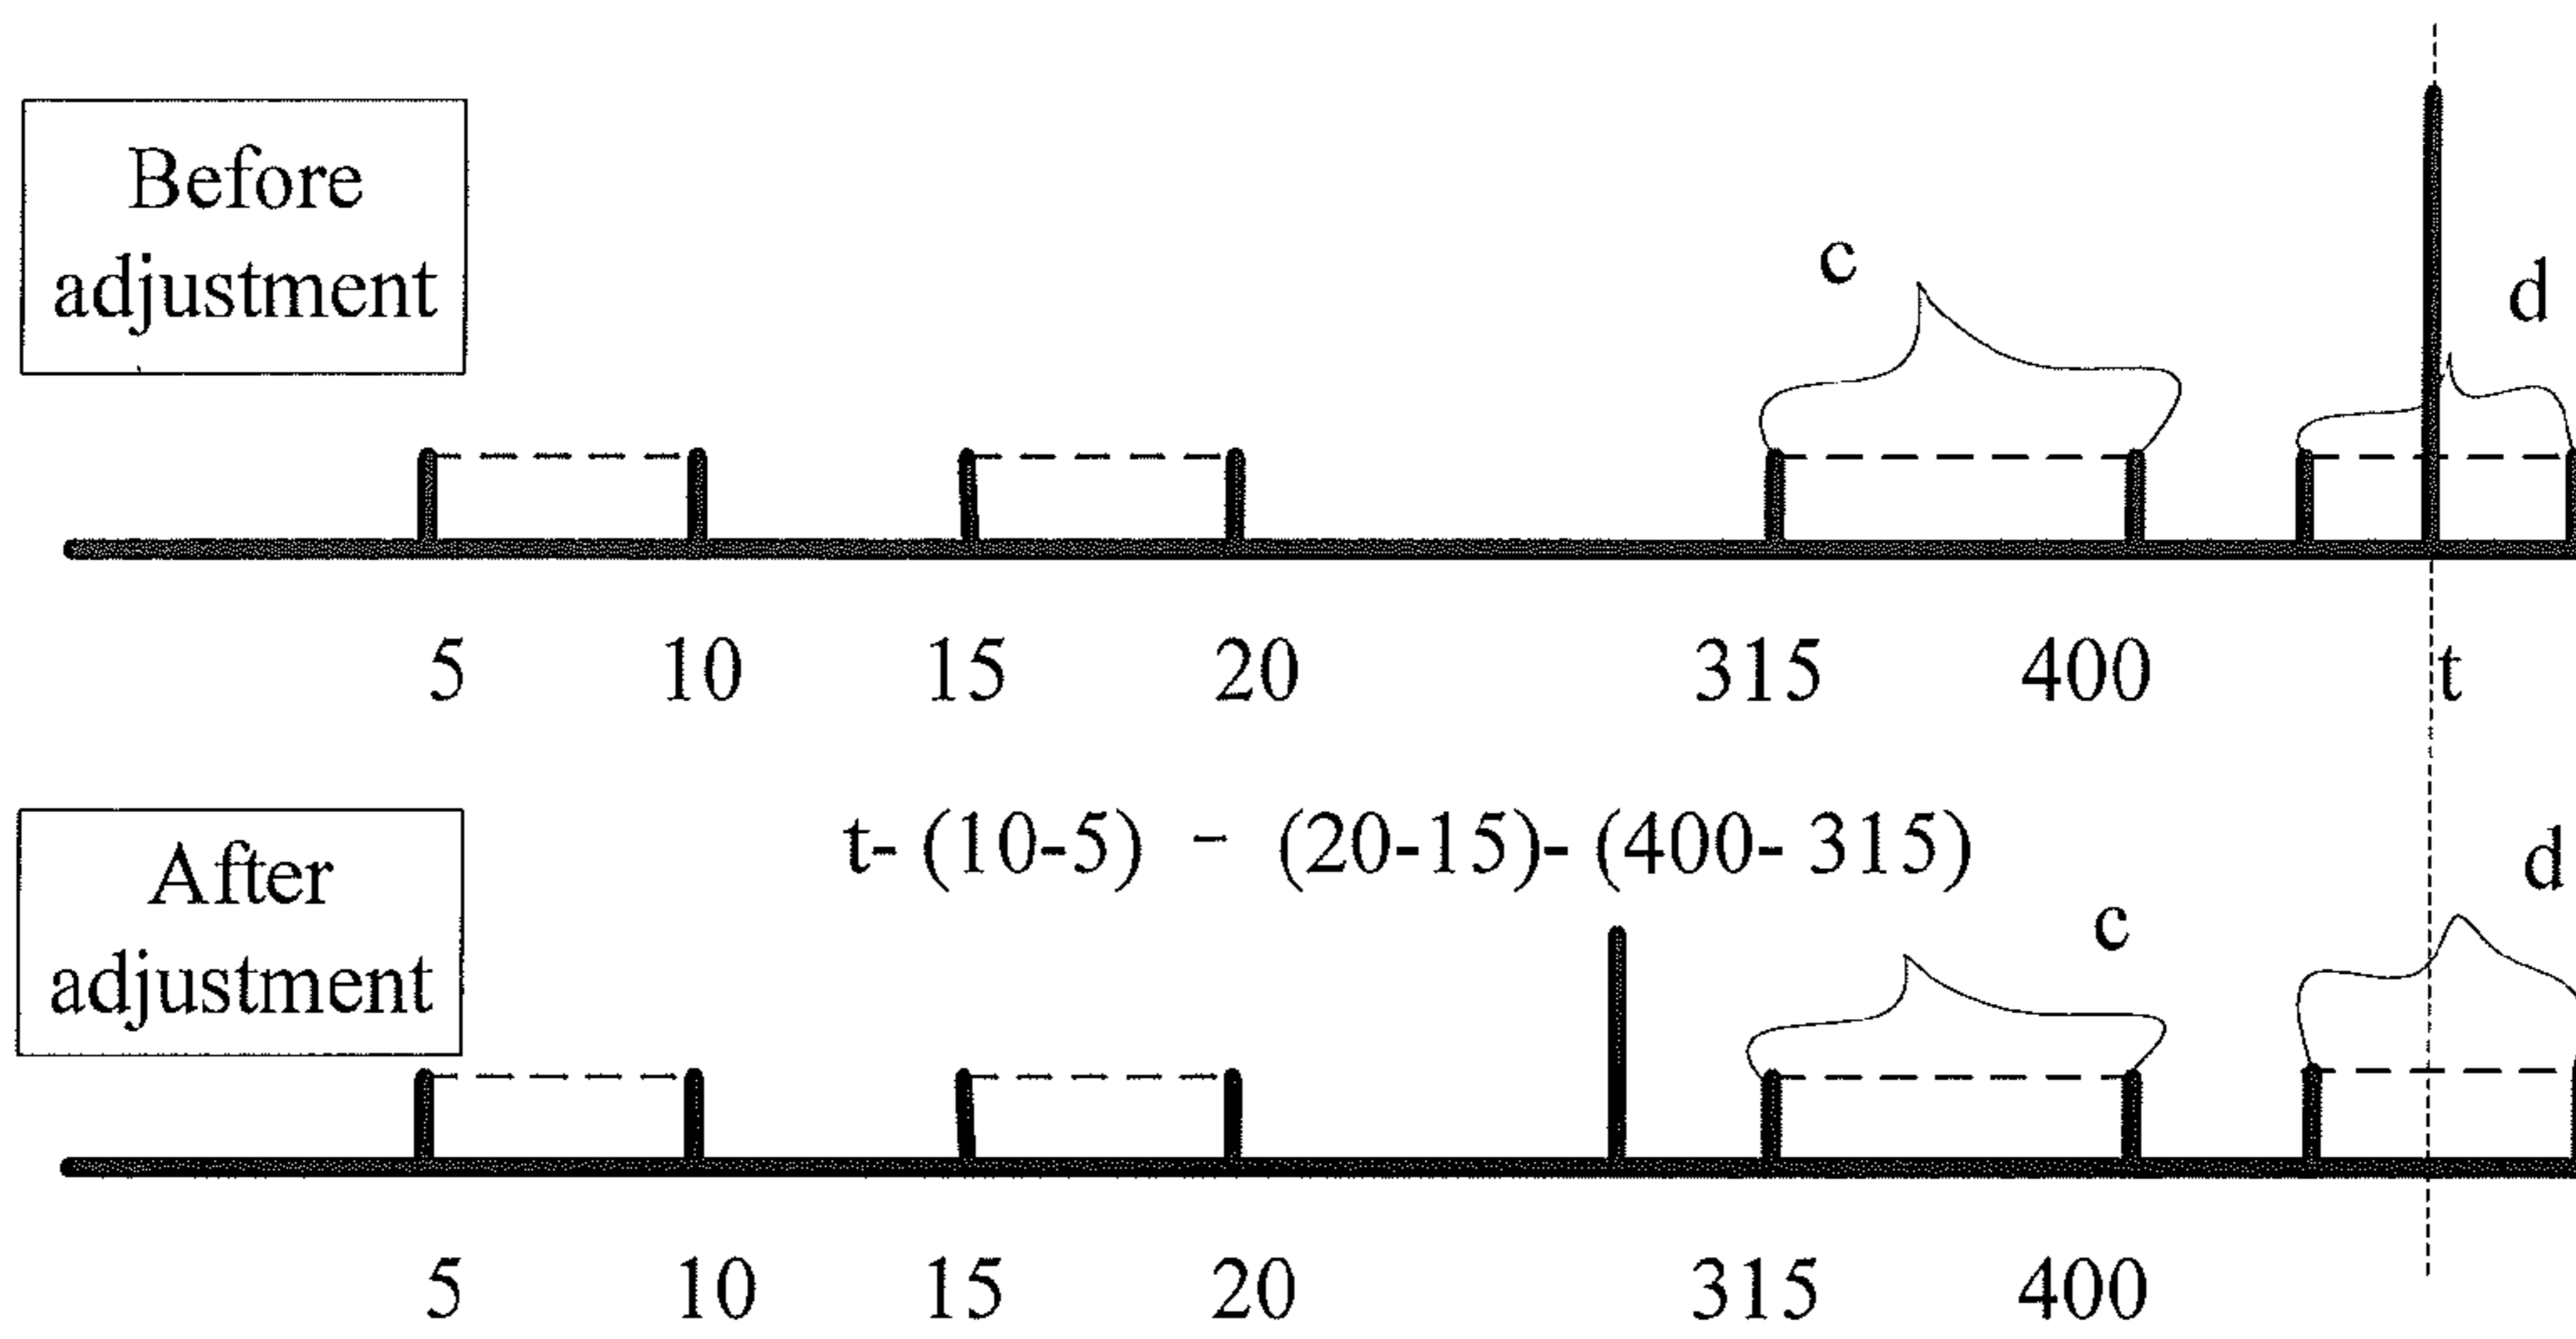 Before
adjustment
c
d
5 10 15 20 315 400 t
t- (10-5) - (20-15)- (400- 315)
After
adjustment
c
d
5 10 15 20 315 400